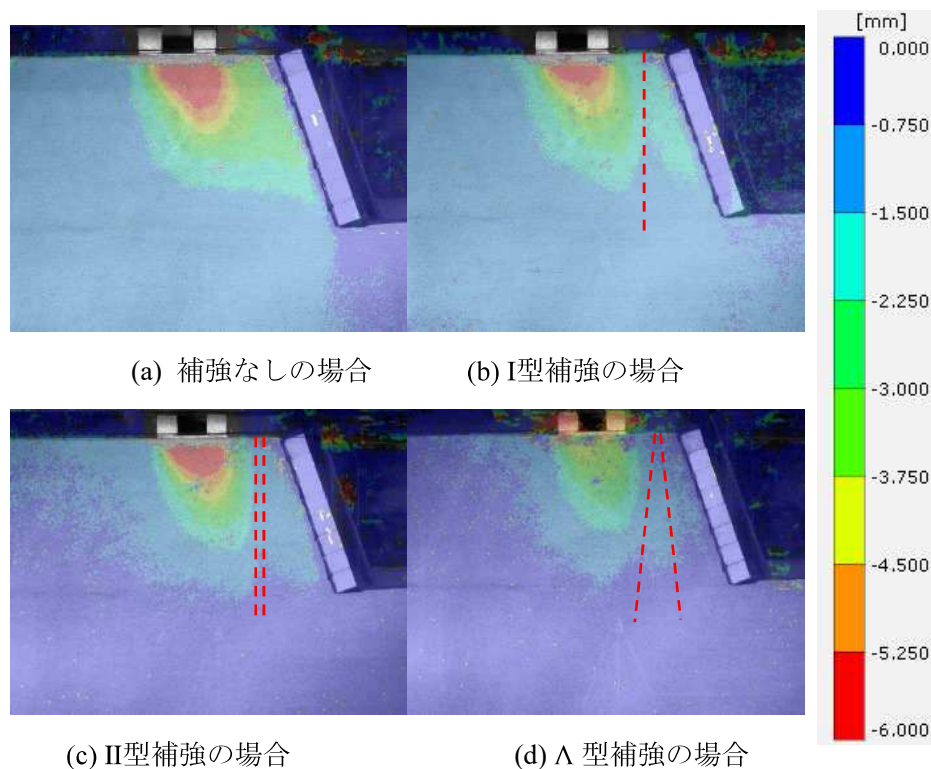 [mm]
0.000
-0.750
-1.500
-2.250
-3.000
-3.750
-4.500
-5.250
-6.000
(a) 補強なしの場合
(b) I型補強の場合
(c) II型補強の場合
(d) Λ 型補強の場合